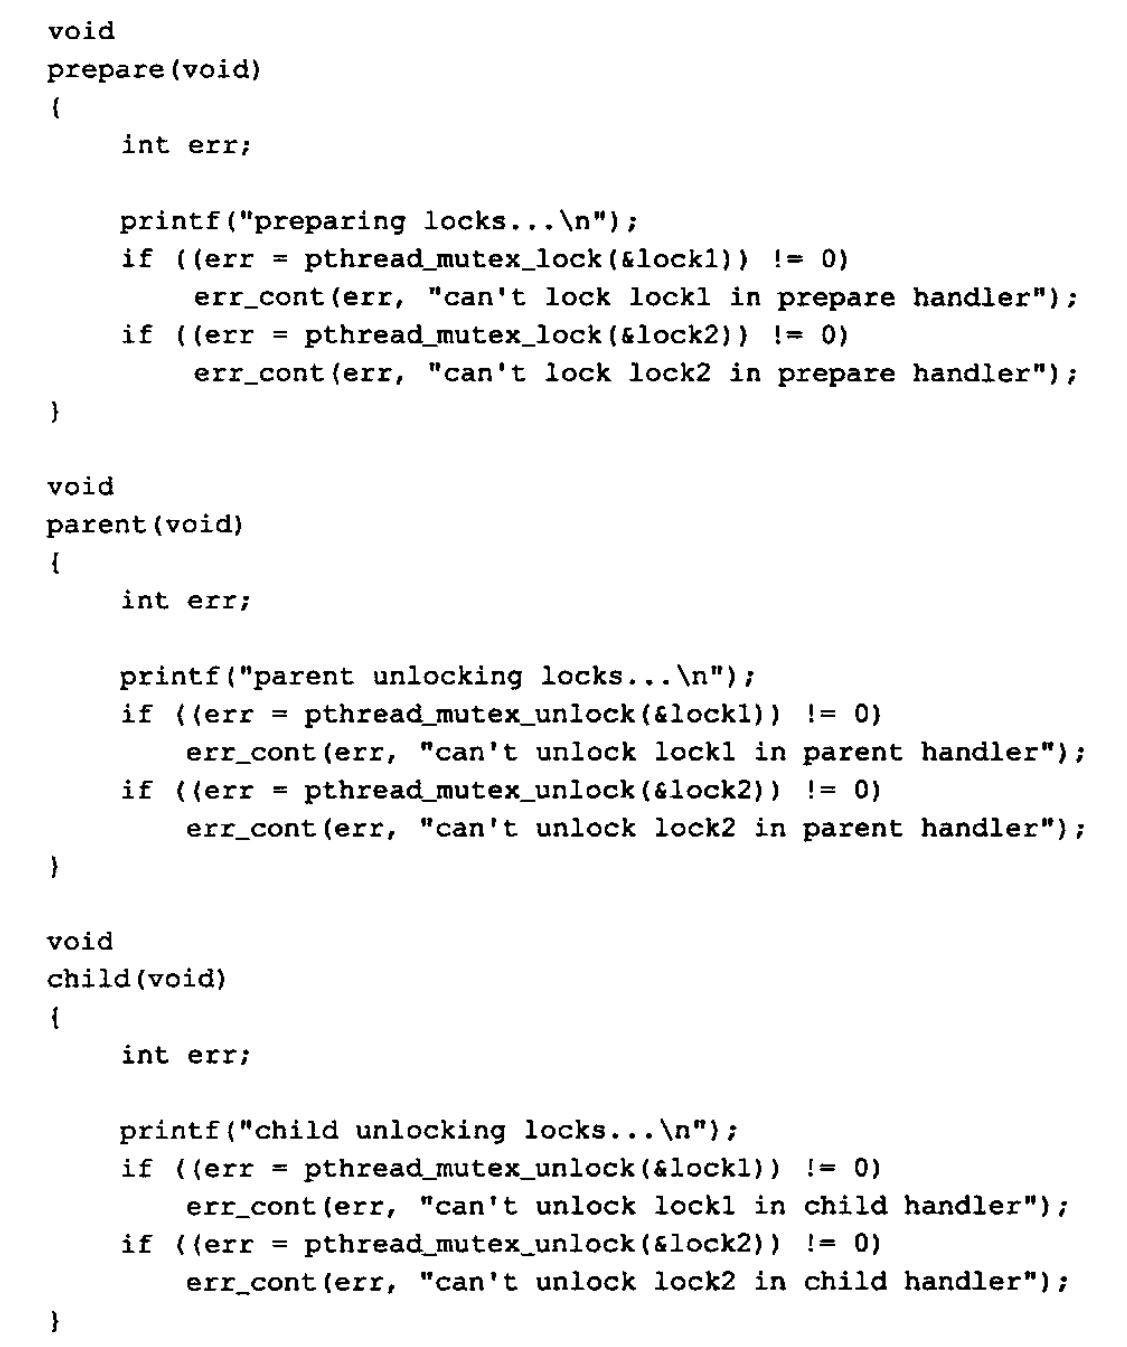 void
prepare(void)
{
    int err;

    printf("preparing locks...\n");
    if ((err = pthread_mutex_lock(&lock1)) != 0)
        err_cont(err, "can't lock lock1 in prepare handler");
    if ((err = pthread_mutex_lock(&lock2)) != 0)
        err_cont(err, "can't lock lock2 in prepare handler");
}

void
parent(void)
{
    int err;

    printf("parent unlocking locks...\n");
    if ((err = pthread_mutex_unlock(&lock1)) != 0)
        err_cont(err, "can't unlock lock1 in parent handler");
    if ((err = pthread_mutex_unlock(&lock2)) != 0)
        err_cont(err, "can't unlock lock2 in parent handler");
}

void
child(void)
{
    int err;

    printf("child unlocking locks...\n");
    if ((err = pthread_mutex_unlock(&lock1)) != 0)
        err_cont(err, "can't unlock lock1 in child handler");
    if ((err = pthread_mutex_unlock(&lock2)) != 0)
        err_cont(err, "can't unlock lock2 in child handler");
}